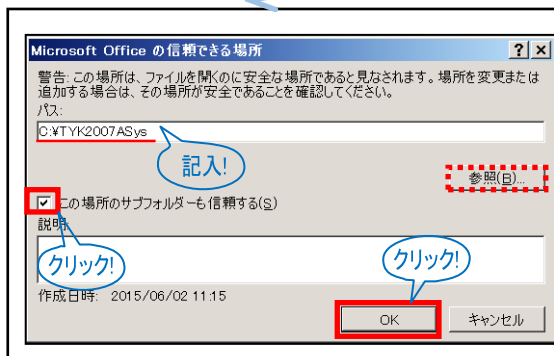 Microsoft Office の信頼できる場所
警告: この場所は、ファイルを開くのに安全な場所であると見なされます。場所を変更または
追加する場合は、その場所が安全であることを確認してください。
パス:
C:¥TYK2007ASys
記入!
参照(B)...
この場所のサブフォルダーも信頼する(S)
説明
クリック!
クリック!
作成日時: 2015/06/02 11:15
OK
キャンセル